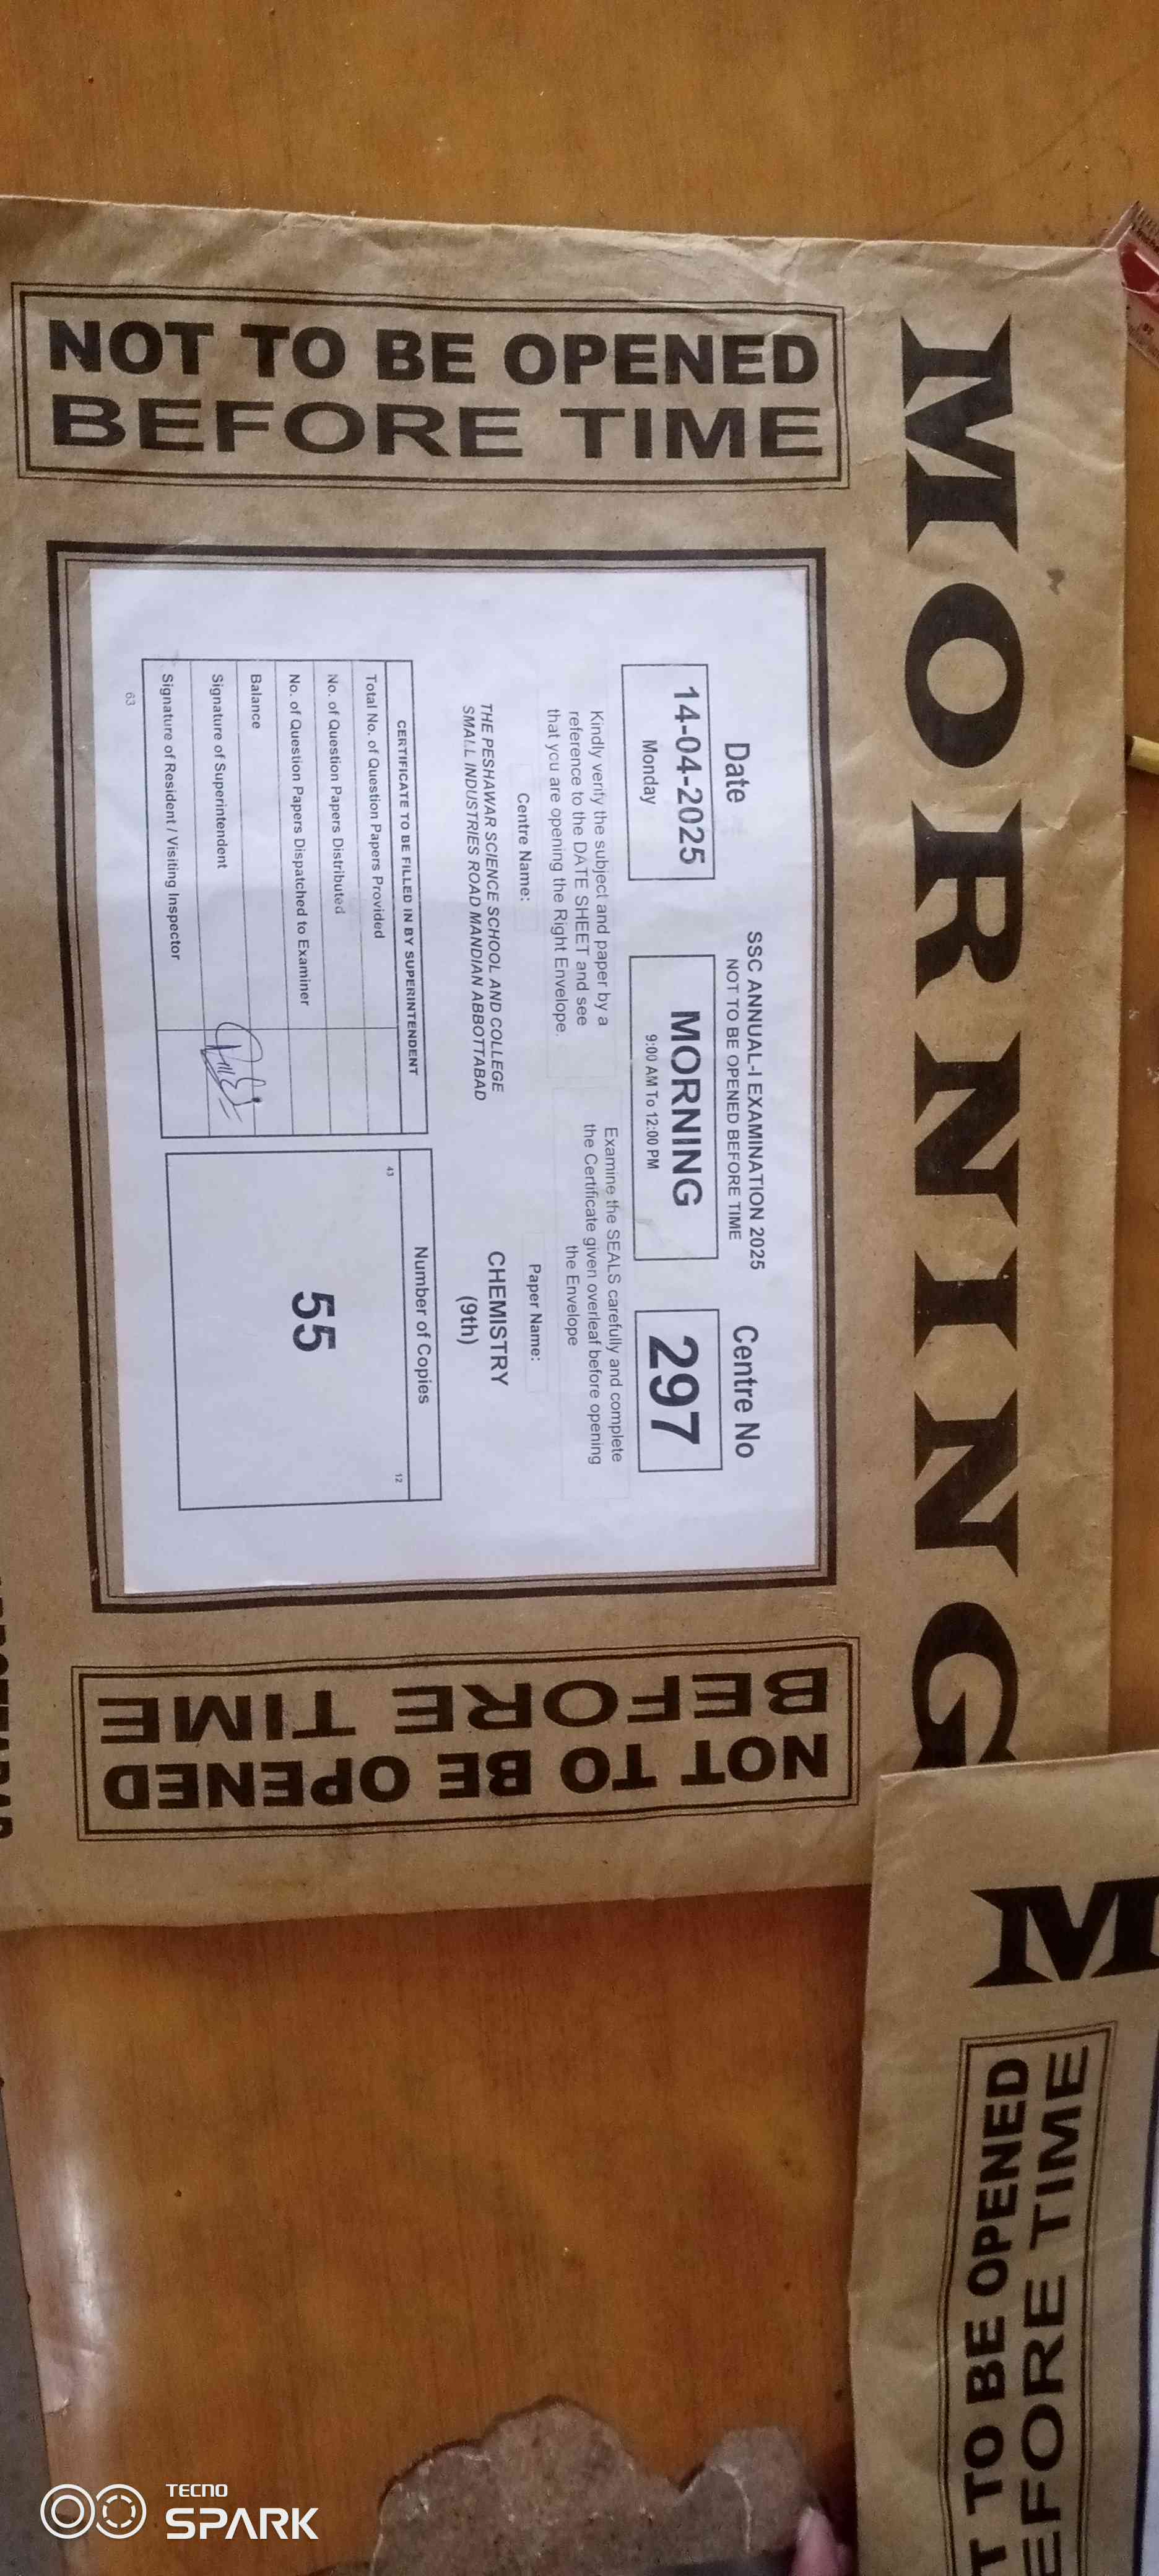 MORNING
NOT TO BE OPENED
BEFORE TIME
SSC ANNUAL-I EXAMINATION 2025
NOT TO BE OPENED BEFORE TIME
Date
14-04-2025
Monday
MORNING
9:00 AM To 12:00 PM
Centre No
297
Kindly verify the subject and paper by a
reference to the DATE SHEET and see
that you are opening the Right Envelope.
Examine the SEALS carefully and complete
the Certificate given overleaf before opening
the Envelope
Centre Name:
THE PESHAWAR SCIENCE SCHOOL AND COLLEGE
SMALL INDUSTRIES ROAD MANDIAN ABBOTTABAD
Paper Name:
CHEMISTRY
(9th)
CERTIFICATE TO BE FILLED IN BY SUPERINTENDENT
Total No. of Question Papers Provided
No. of Question Papers Distributed
No. of Question Papers Dispatched to Examiner
Balance
Signature of Superintendent
Signature of Resident / Visiting Inspector
63
Number of Copies
43
12
55
NOT TO BE OPENED
BEFORE TIME
M
T TO BE OPENED
EFORE TIME
TECNO
SPARK